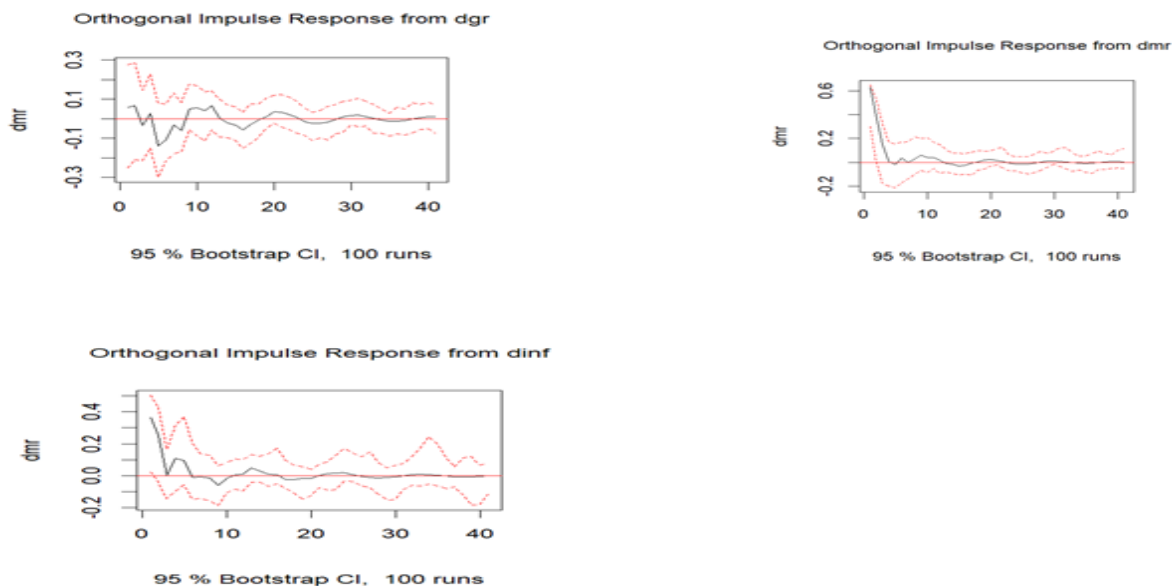 Orthogonal Impulse Response from dgr
dmr
0.3
0.1
-0.1
-0.3
0 10 20 30 40
95 % Bootstrap CI, 100 runs
Orthogonal Impulse Response from dmr
dmr
0.6
0.2
-0.2
0 10 20 30 40
95 % Bootstrap CI, 100 runs
Orthogonal Impulse Response from dinf
dmr
0.4
0.2
0.0
-0.2
0 10 20 30 40
95 % Bootstrap CI, 100 runs